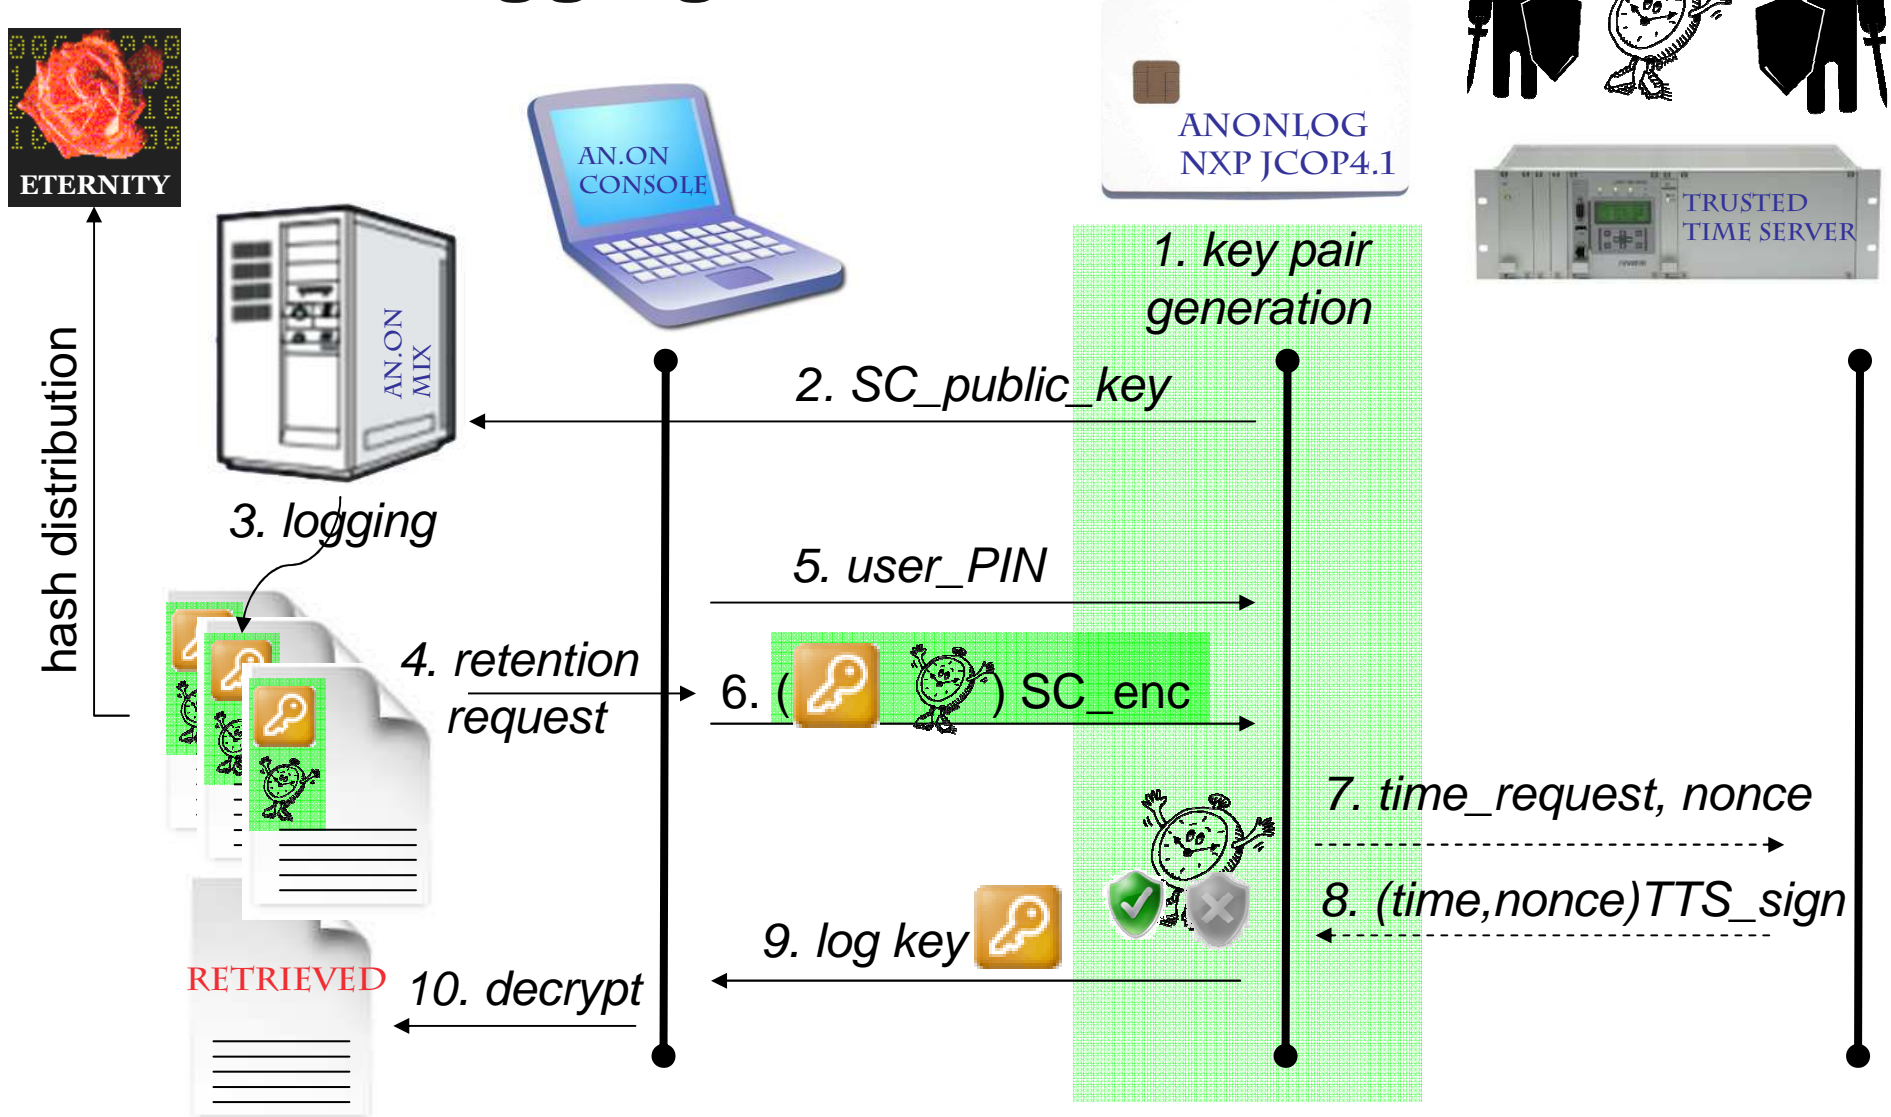 ETERNITY
AN.ON
CONSOLE
ANONLOG
NXP JCOP4.1
TRUSTED
TIME SERVER
AN.ON
MIX
hash distribution
1. key pair
generation
2. SC_public_key
3. logging
5. user_PIN
4. retention
request
6. ( ) SC_enc
7. time_request, nonce
8. (time,nonce)TTS_sign
9. log key
10. decrypt
RETRIEVED